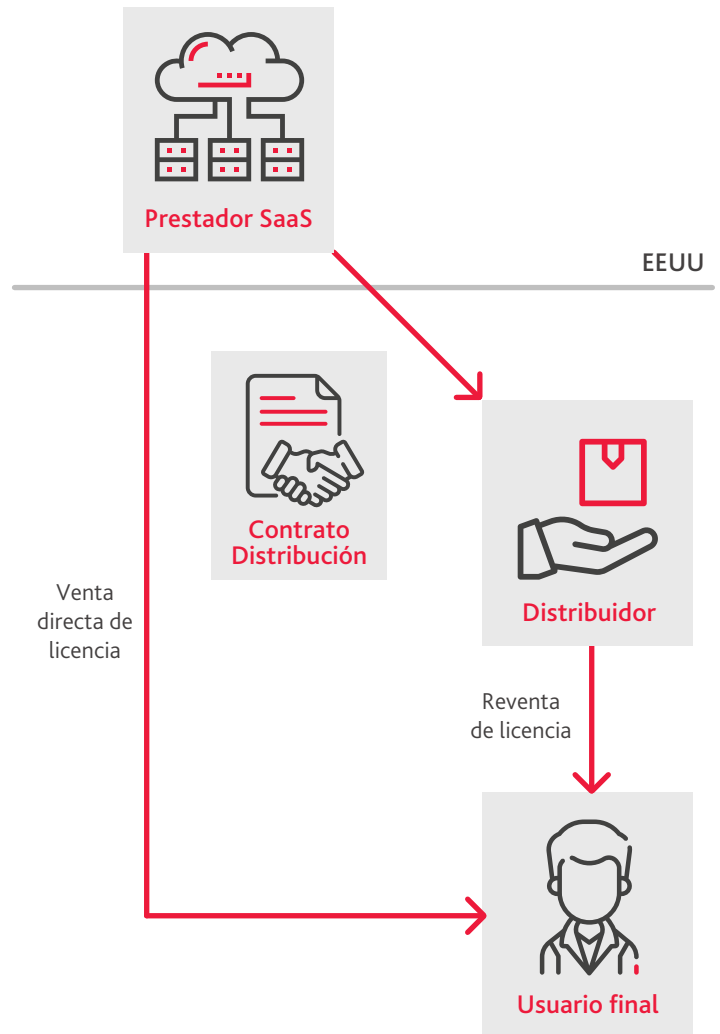 Prestador SaaS
EEUU
Contrato
Distribución
Venta
directa de
licencia
Distribuidor
Reventa
de licencia
Usuario final